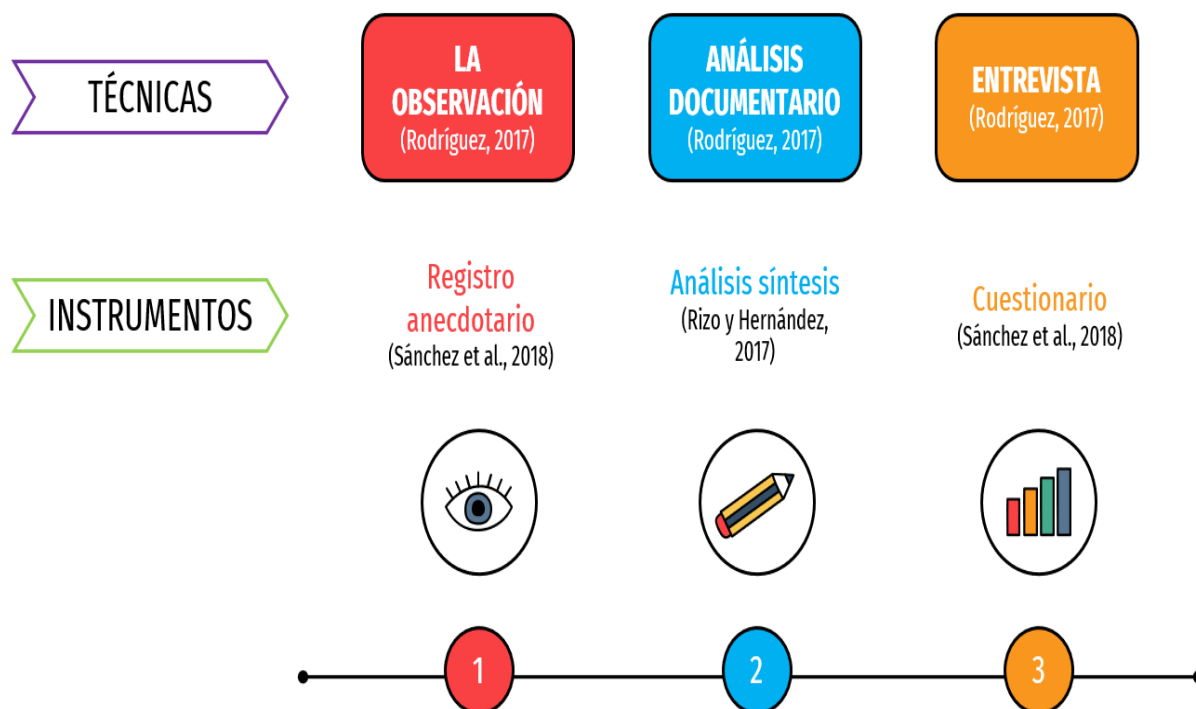 TÉCNICAS
LA
OBSERVACIÓN
(Rodríguez, 2017)
ANÁLISIS
DOCUMENTARIO
(Rodríguez, 2017)
ENTREVISTA
(Rodríguez, 2017)
INSTRUMENTOS
Registro
anecdotario
(Sánchez et al., 2018)
Análisis síntesis
(Rizo y Hernández,
2017)
Cuestionario
(Sánchez et al., 2018)
1
2
3